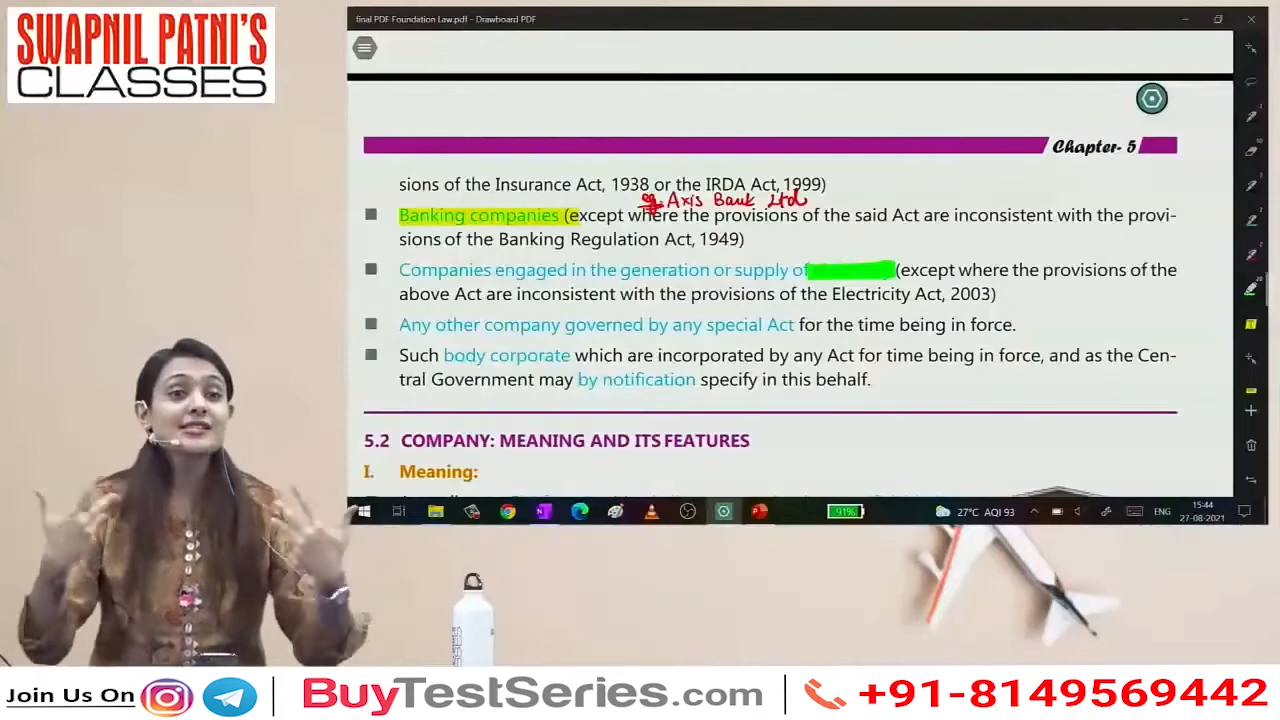 SWAPNIL PATNI'S
CLASSES
final PDF Foundation Law.pdf - Drawboard PDF
Chapter- 5
sions of the Insurance Act, 1938 or the IRDA Act, 1999)
eg. Axis Bank Ltd
Banking companies (except where the provisions of the said Act are inconsistent with the provi-
sions of the Banking Regulation Act, 1949)
Companies engaged in the generation or supply of (except where the provisions of the
above Act are inconsistent with the provisions of the Electricity Act, 2003)
Any other company governed by any special Act for the time being in force.
Such body corporate which are incorporated by any Act for time being in force, and as the Cen-
tral Government may by notification specify in this behalf.
5.2 COMPANY: MEANING AND ITS FEATURES
I. Meaning:
91%
27°C AQI 93
ENG
15:44
27-08-2021
Join Us On
BuyTestSeries.com
+91-8149569442